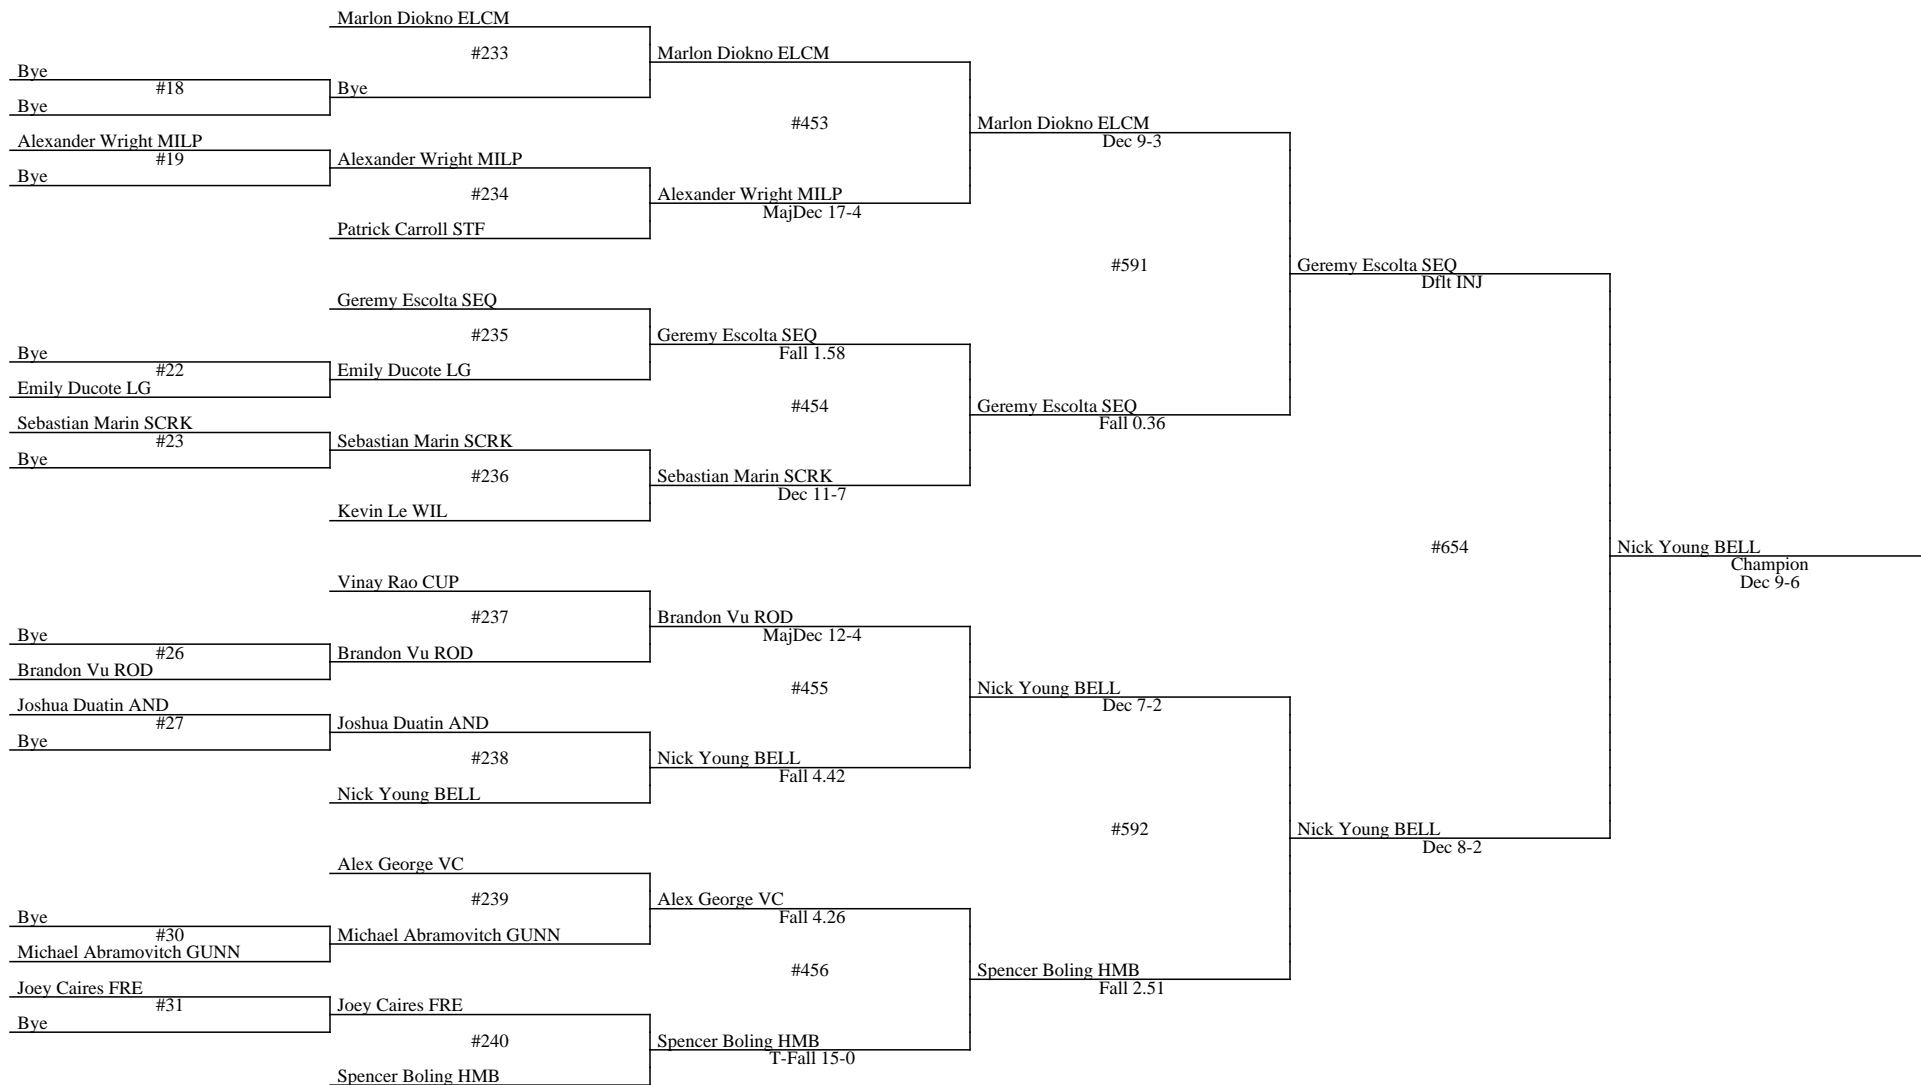 Marlon Diokno ELCM
#233
Marlon Diokno ELCM
Bye
#18
Bye
Bye
#453
Marlon Diokno ELCM
Dec 9-3
Alexander Wright MILP
#19
Alexander Wright MILP
Bye
#234
Alexander Wright MILP
MajDec 17-4
Patrick Carroll STF
#591
Geremy Escolta SEQ
Dflt INJ
Geremy Escolta SEQ
#235
Geremy Escolta SEQ
Fall 1.58
Bye
#22
Emily Ducote LG
Emily Ducote LG
#454
Geremy Escolta SEQ
Fall 0.36
Sebastian Marin SCRK
#23
Sebastian Marin SCRK
Bye
#236
Sebastian Marin SCRK
Dec 11-7
Kevin Le WIL
#654
Nick Young BELL
Champion
Dec 9-6
Vinay Rao CUP
#237
Brandon Vu ROD
MajDec 12-4
Bye
#26
Brandon Vu ROD
Brandon Vu ROD
#455
Nick Young BELL
Dec 7-2
Joshua Duatin AND
#27
Joshua Duatin AND
Bye
#238
Nick Young BELL
Fall 4.42
Nick Young BELL
#592
Nick Young BELL
Dec 8-2
Alex George VC
#239
Alex George VC
Fall 4.26
Bye
#30
Michael Abramovitch GUNN
Michael Abramovitch GUNN
#456
Spencer Boling HMB
Fall 2.51
Joey Caires FRE
#31
Joey Caires FRE
Bye
#240
Spencer Boling HMB
T-Fall 15-0
Spencer Boling HMB